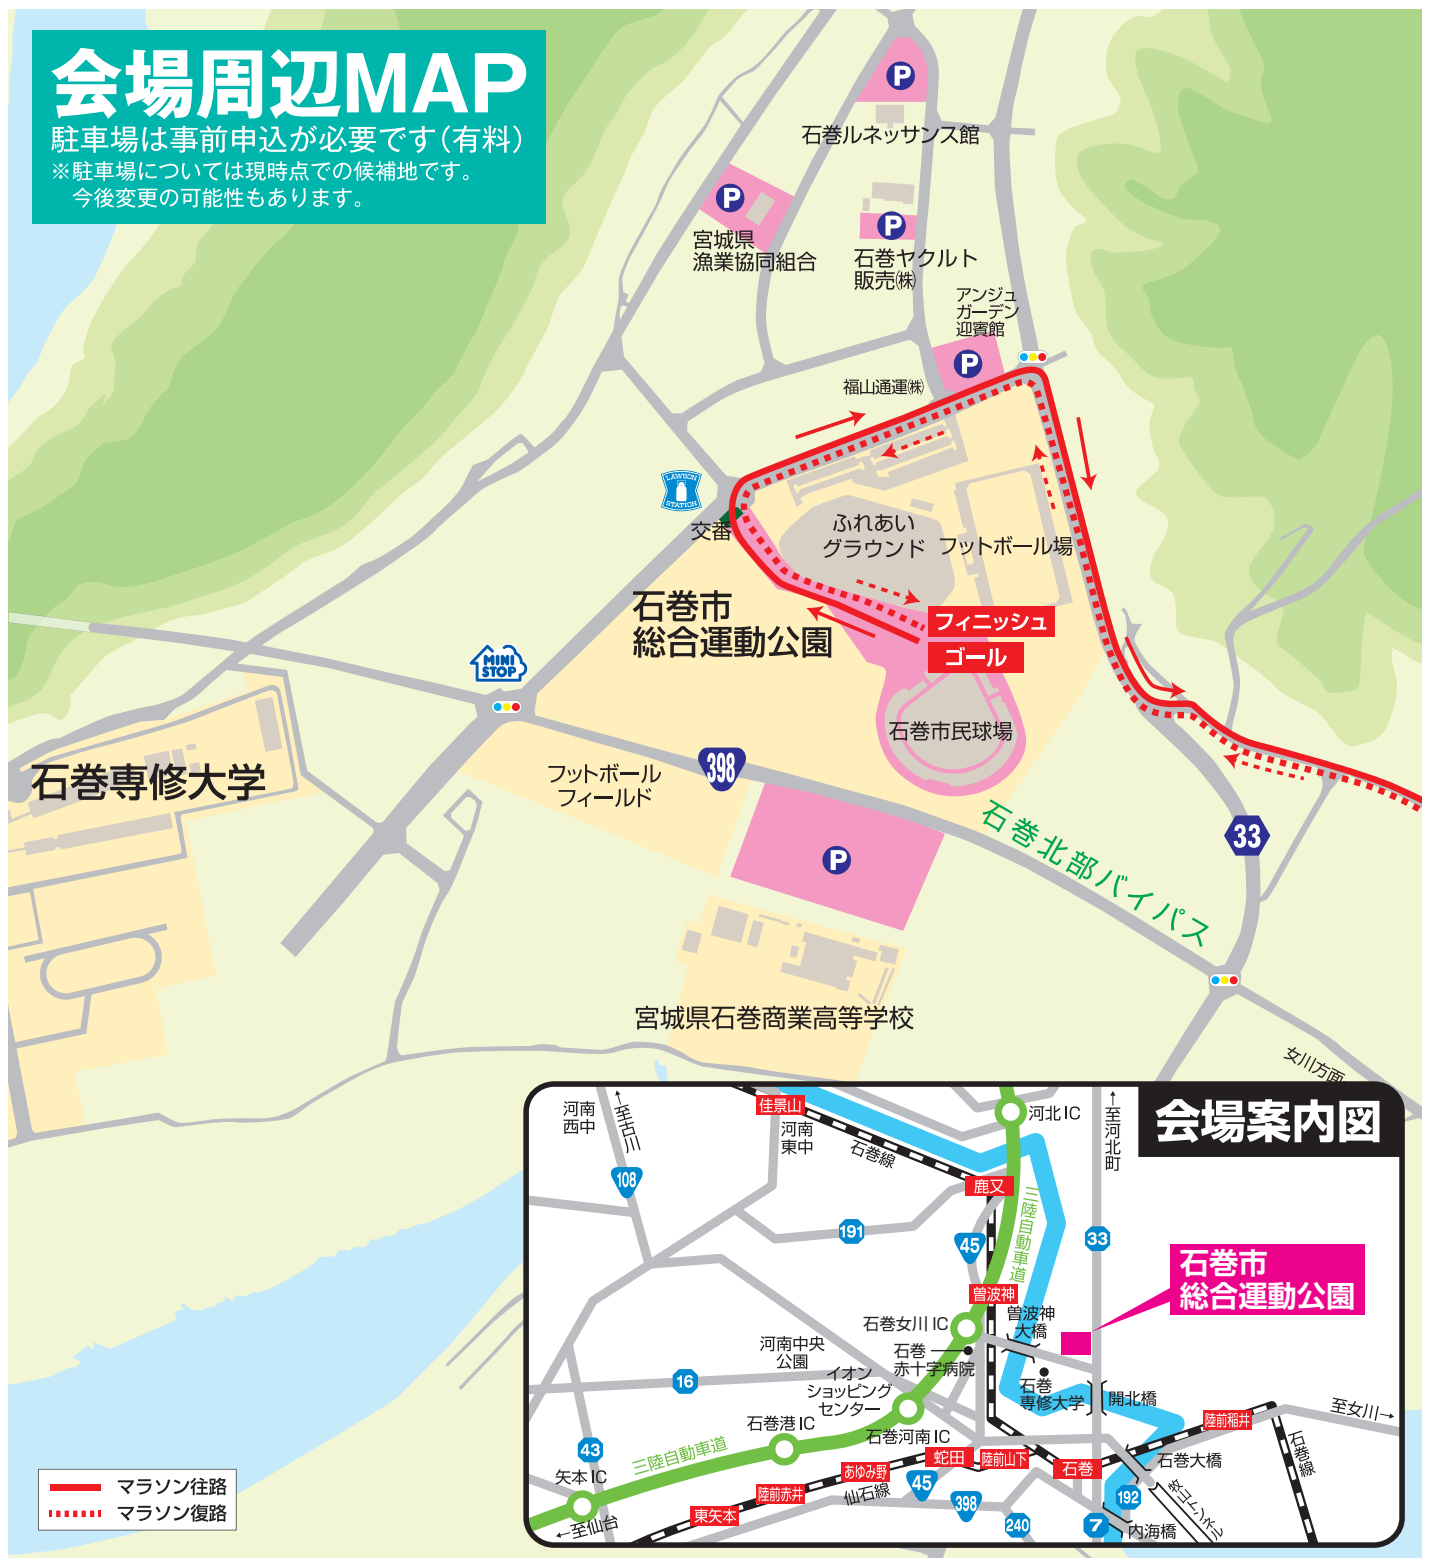 会場周辺MAP
駐車場は事前申込が必要です(有料)
※駐車場については現時点での候補地です。
今後変更の可能性もあります。
P
石巻ルネッサンス館
P
宮城県
漁業協同組合
P
石巻ヤクルト
販売㈱
アンジュ
ガーデン
迎賓館
P
福山通運㈱
LAWSON
STATION
交番
ふれあい
グラウンド
フットボール場
石巻市
総合運動公園
フィニッシュ
ゴール
MINI
STOP
石巻市民球場
石巻専修大学
フットボール
フィールド
398
P
石巻北部バイパス
33
宮城県石巻商業高等学校
女川方面
会場案内図
河南
西中
←至古川
佳景山
河南
東中
石巻線
河北IC
←至河北町
108
鹿又
三陸自動車道
191
45
33
石巻市
総合運動公園
曽波神
石巻女川IC
曽波神
大橋
河南中央
公園
石巻
赤十字病院
16
イオン
ショッピング
センター
石巻
専修大学
開北橋
石巻港IC
石巻河南IC
陸前稲井
至女川→
43
三陸自動車道
蛇田
陸前山下
石巻
石巻大橋
石巻線
矢本IC
あゆみ野
陸前赤井
仙石線
45
398
192
牧山トンネル
東矢本
←至仙台
240
7
内海橋
マラソン往路
マラソン復路